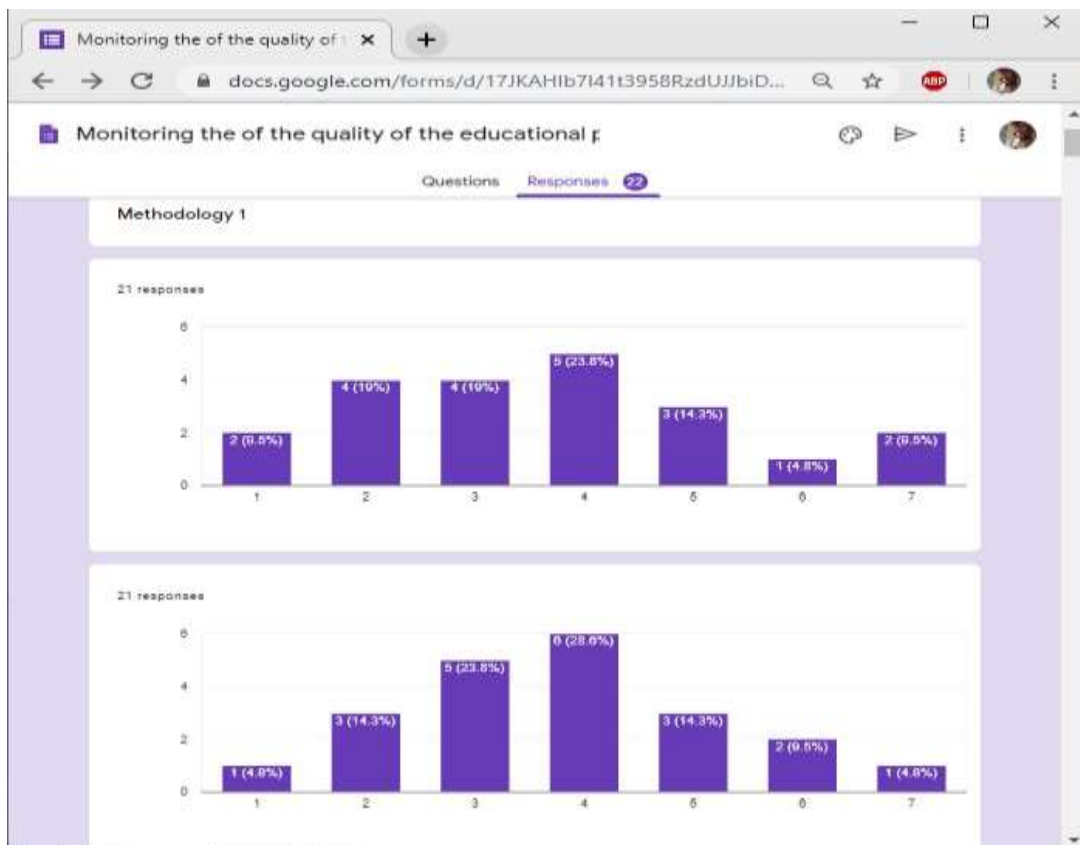 Monitoring the of the quality of
docs.google.com/forms/d/17JKAHIb7I41t3958RzdUJJbiD...
ABP
Monitoring the of the quality of the educational p
Questions Responses 22
Methodology 1
21 responses
6
4
2
0
2 (9.5%) 4 (19%) 4 (19%) 5 (23.8%) 3 (14.3%) 1 (4.8%) 2 (9.5%)
1 2 3 4 5 6 7
21 responses
6
4
2
0
1 (4.8%) 3 (14.3%) 5 (23.8%) 6 (28.6%) 3 (14.3%) 2 (9.5%) 1 (4.8%)
1 2 3 4 5 6 7